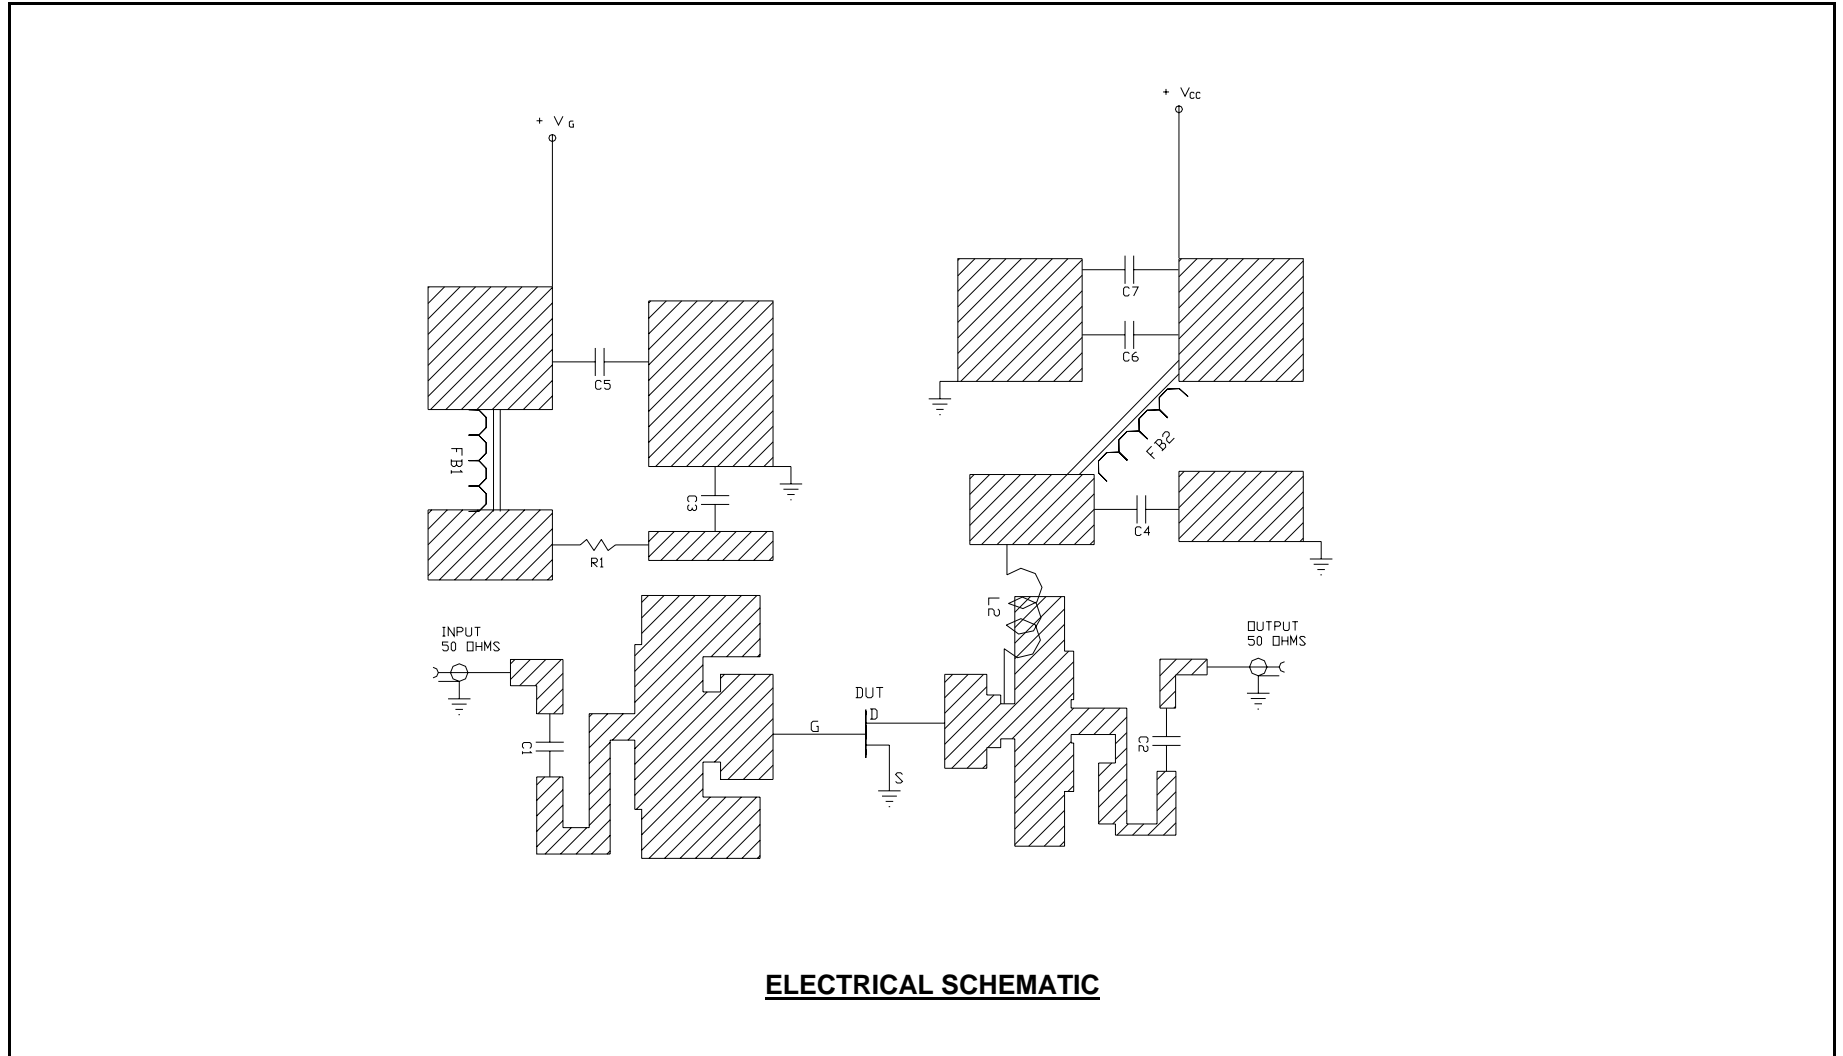 + VCC
+ VG
C7
C6
C5
FB2
FB1
C3
C4
R1
L2
INPUT
50 OHMS
OUTPUT
50 OHMS
DUT
D
G
C1
C2
S
ELECTRICAL SCHEMATIC